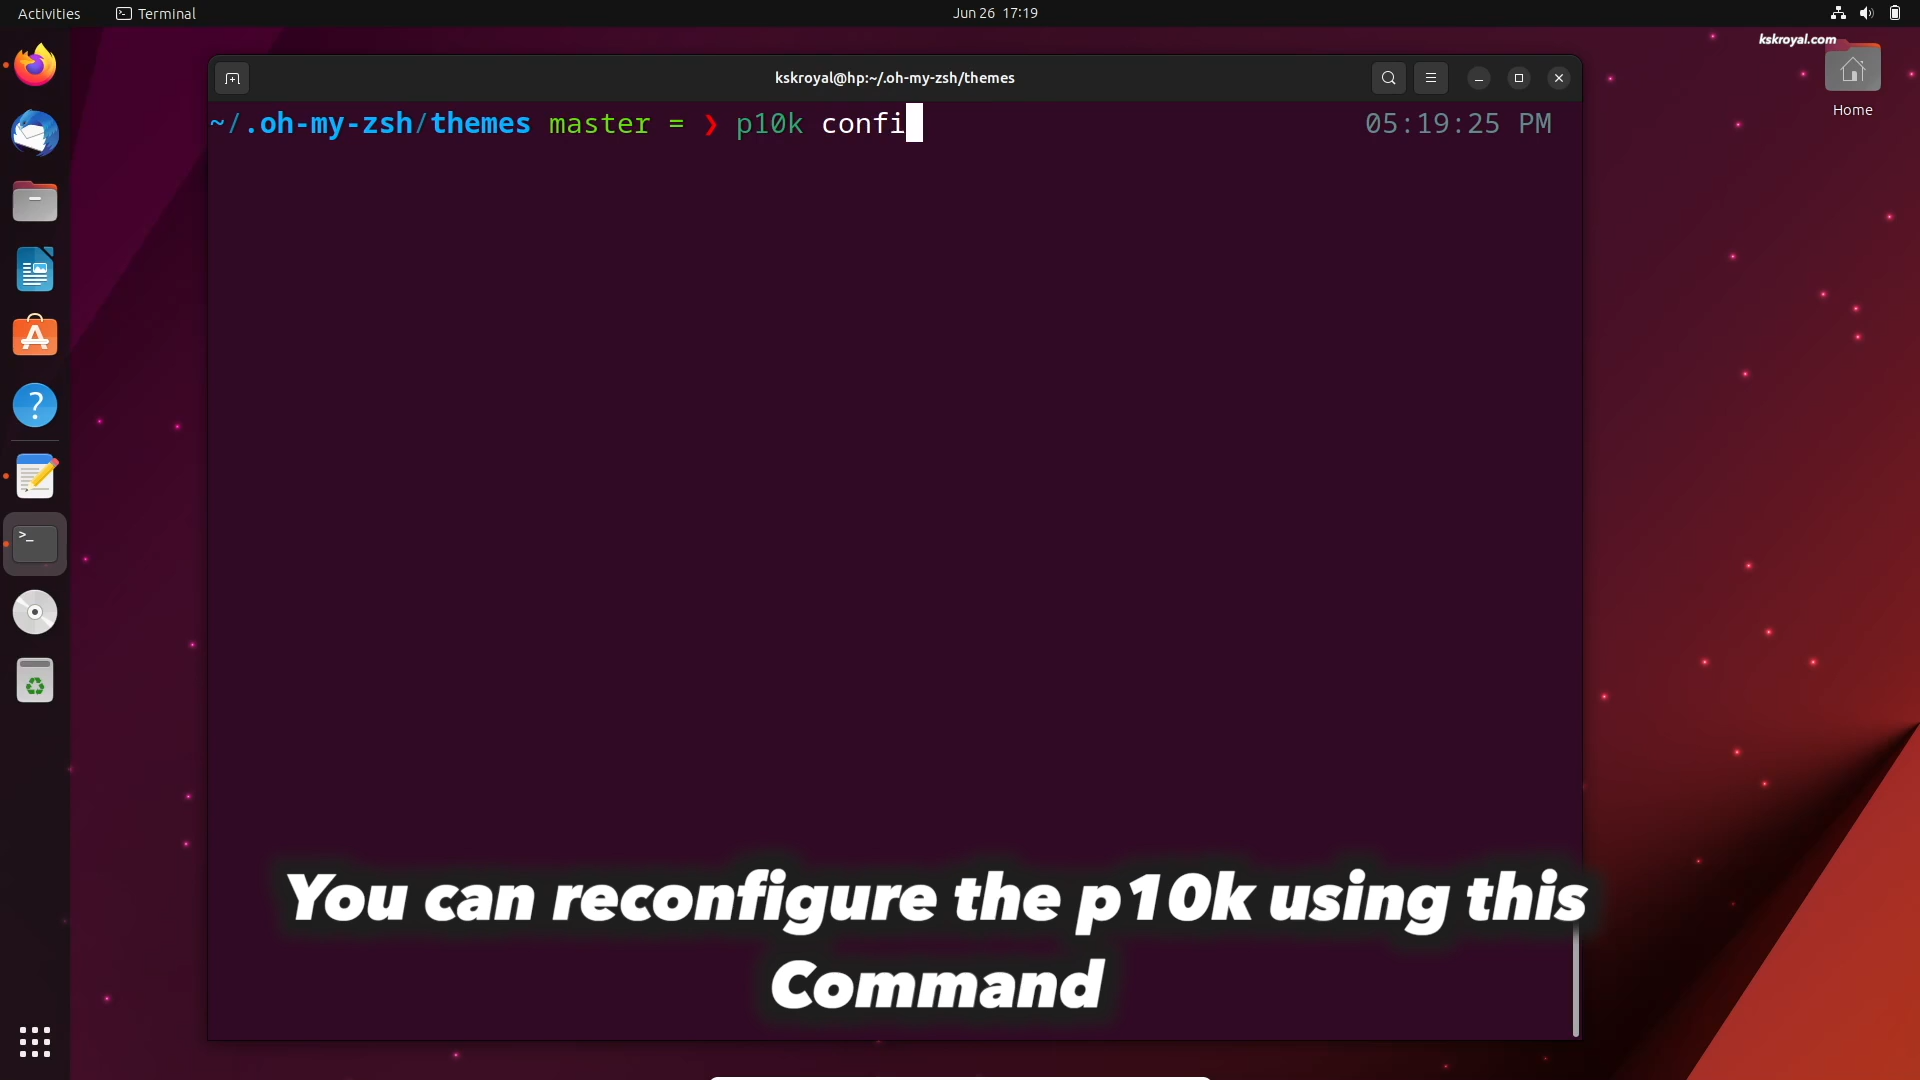 Activities Terminal Jun 26 17:19
kskroyal.com
Home
kskroyal@hp:~/.oh-my-zsh/themes
~/.oh-my-zsh/themes master = ❯ p10k confi 05:19:25 PM
You can reconfigure the p10k using this
Command